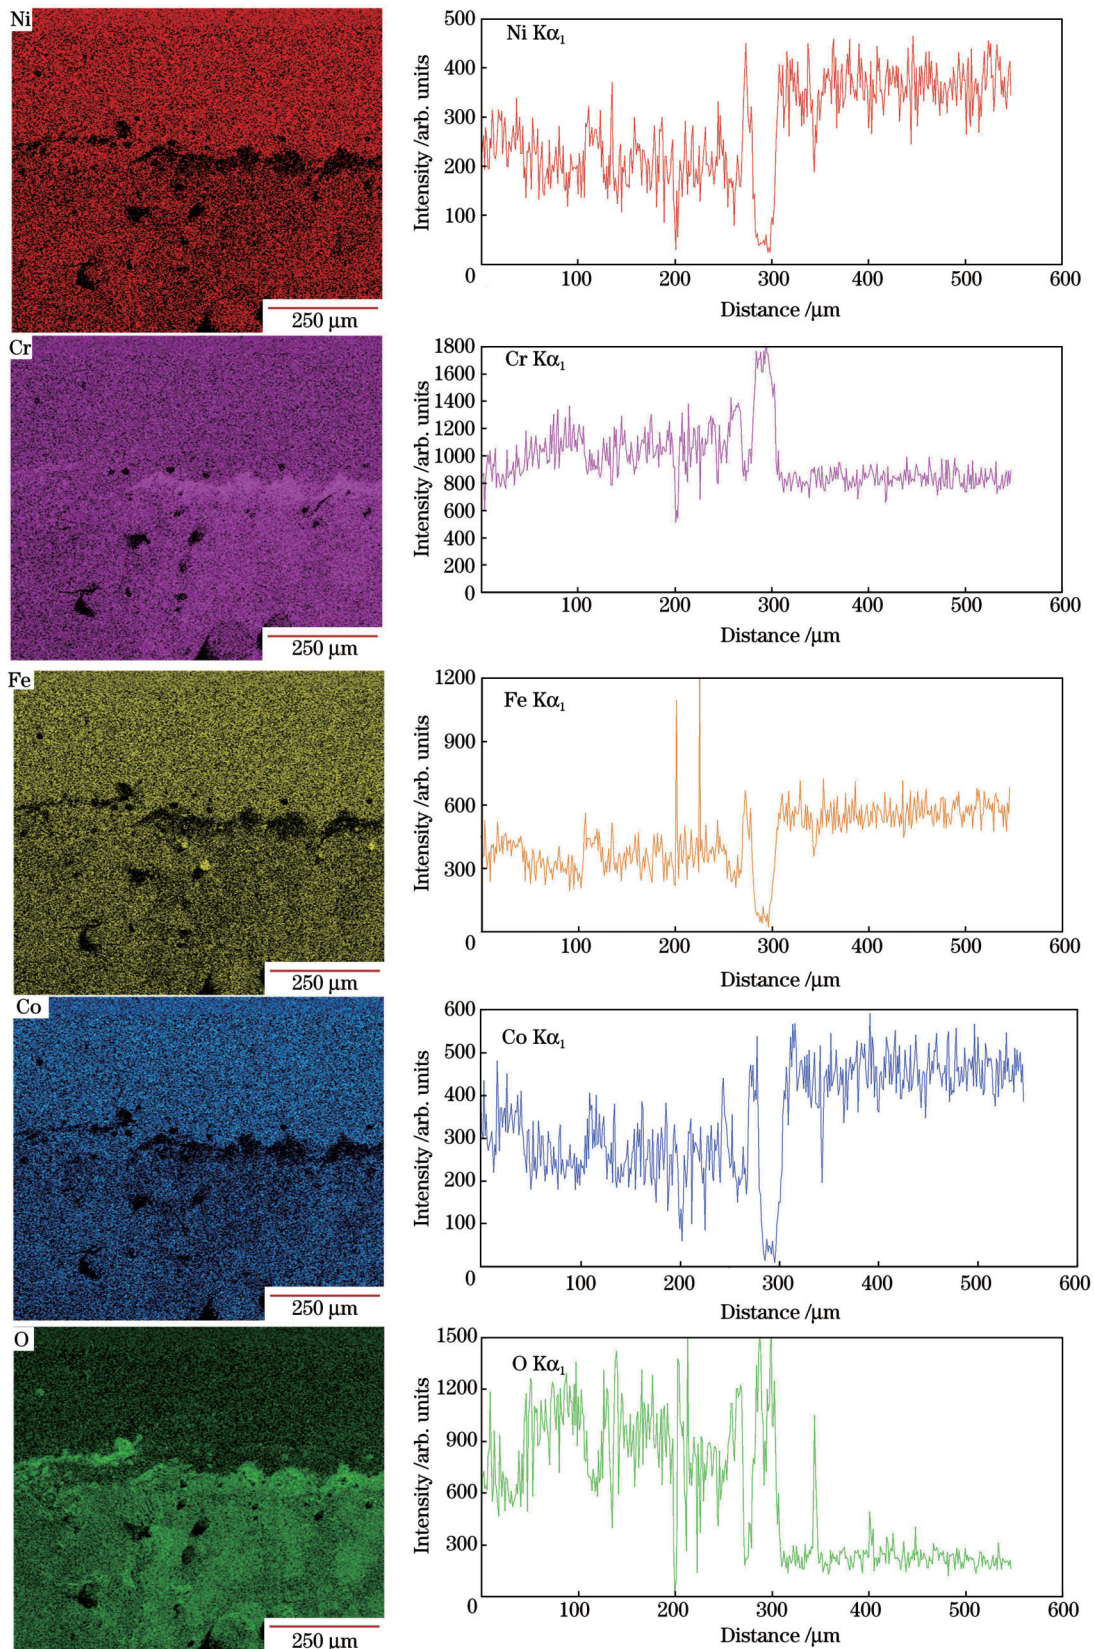 Ni
250 μm
Ni Kα₁
Intensity /arb. units
500
400
300
200
100
0
100 200 300 400 500 600
Distance /μm
Cr
250 μm
Cr Kα₁
Intensity /arb. units
1800
1600
1400
1200
1000
800
600
400
200
0
100 200 300 400 500 600
Distance /μm
Fe
250 μm
Fe Kα₁
Intensity /arb. units
1200
900
600
300
0
100 200 300 400 500 600
Distance /μm
Co
250 μm
Co Kα₁
Intensity /arb. units
600
500
400
300
200
100
0
100 200 300 400 500 600
Distance /μm
O
250 μm
O Kα₁
Intensity /arb. units
1500
1200
900
600
300
0
100 200 300 400 500 600
Distance /μm